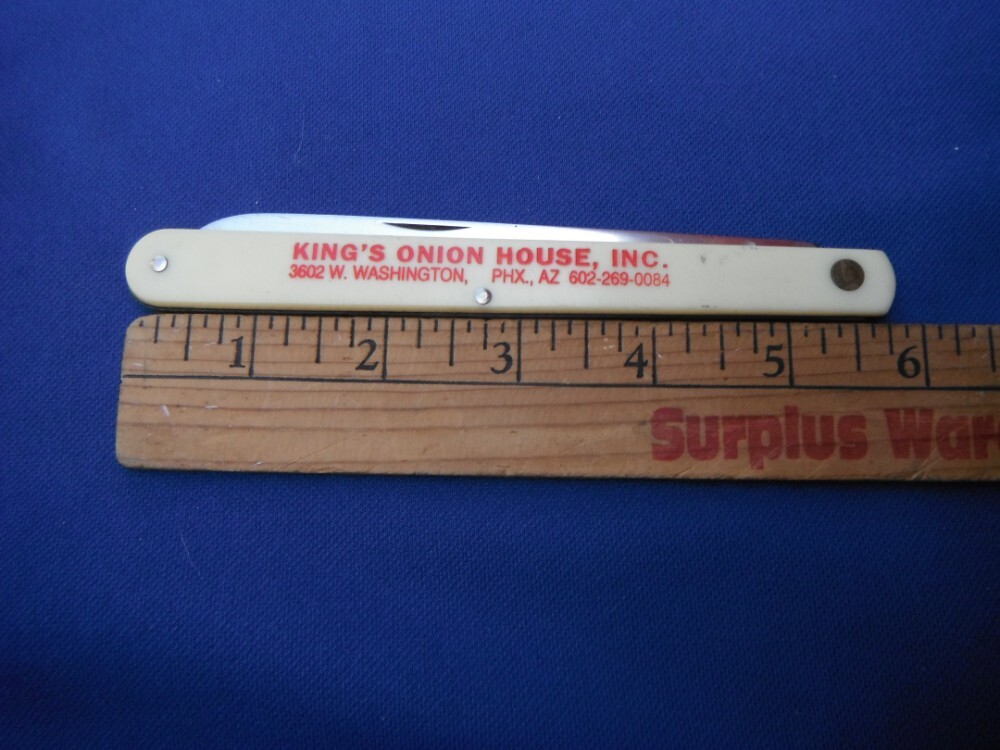 KING'S ONION HOUSE, INC.
3602 W. WASHINGTON, PHX., AZ 602-269-0084
1 2 3 4 5 6
Surplus War